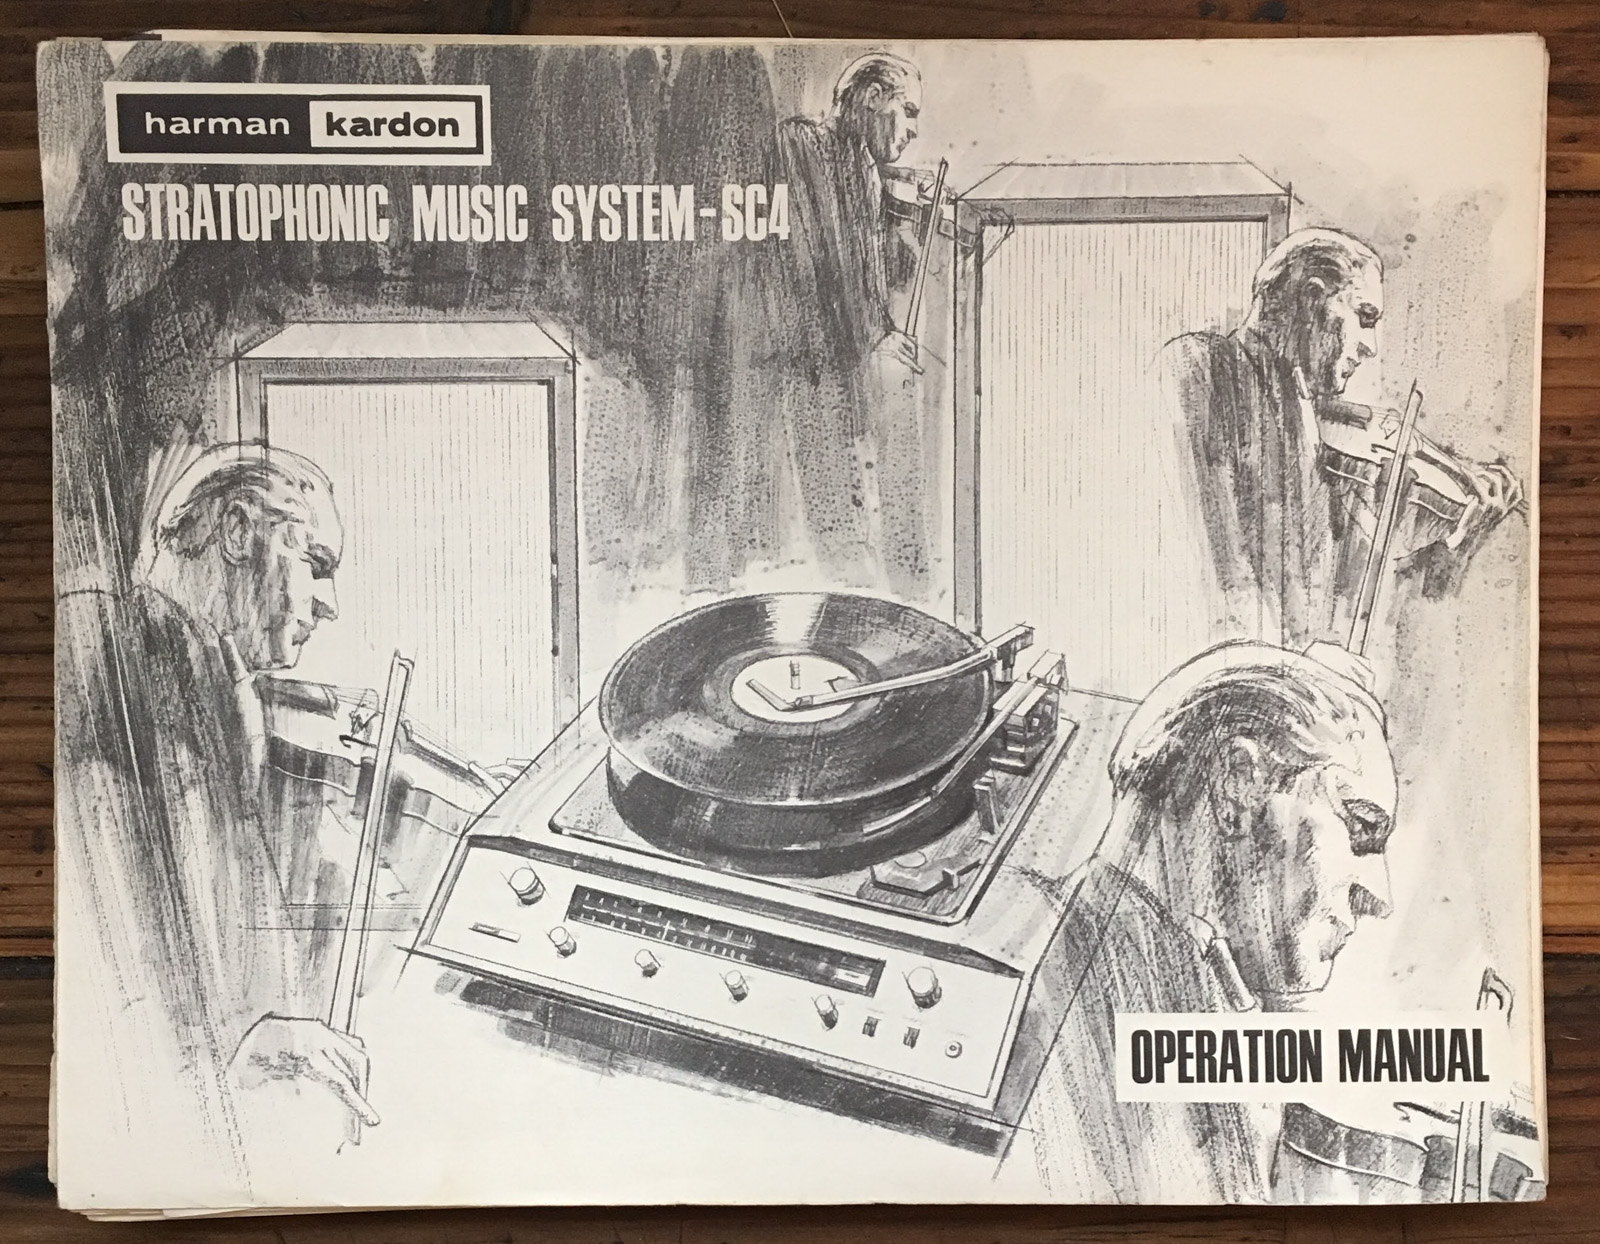 harman kardon
STRATOPHONIC MUSIC SYSTEM-SC4
OPERATION MANUAL